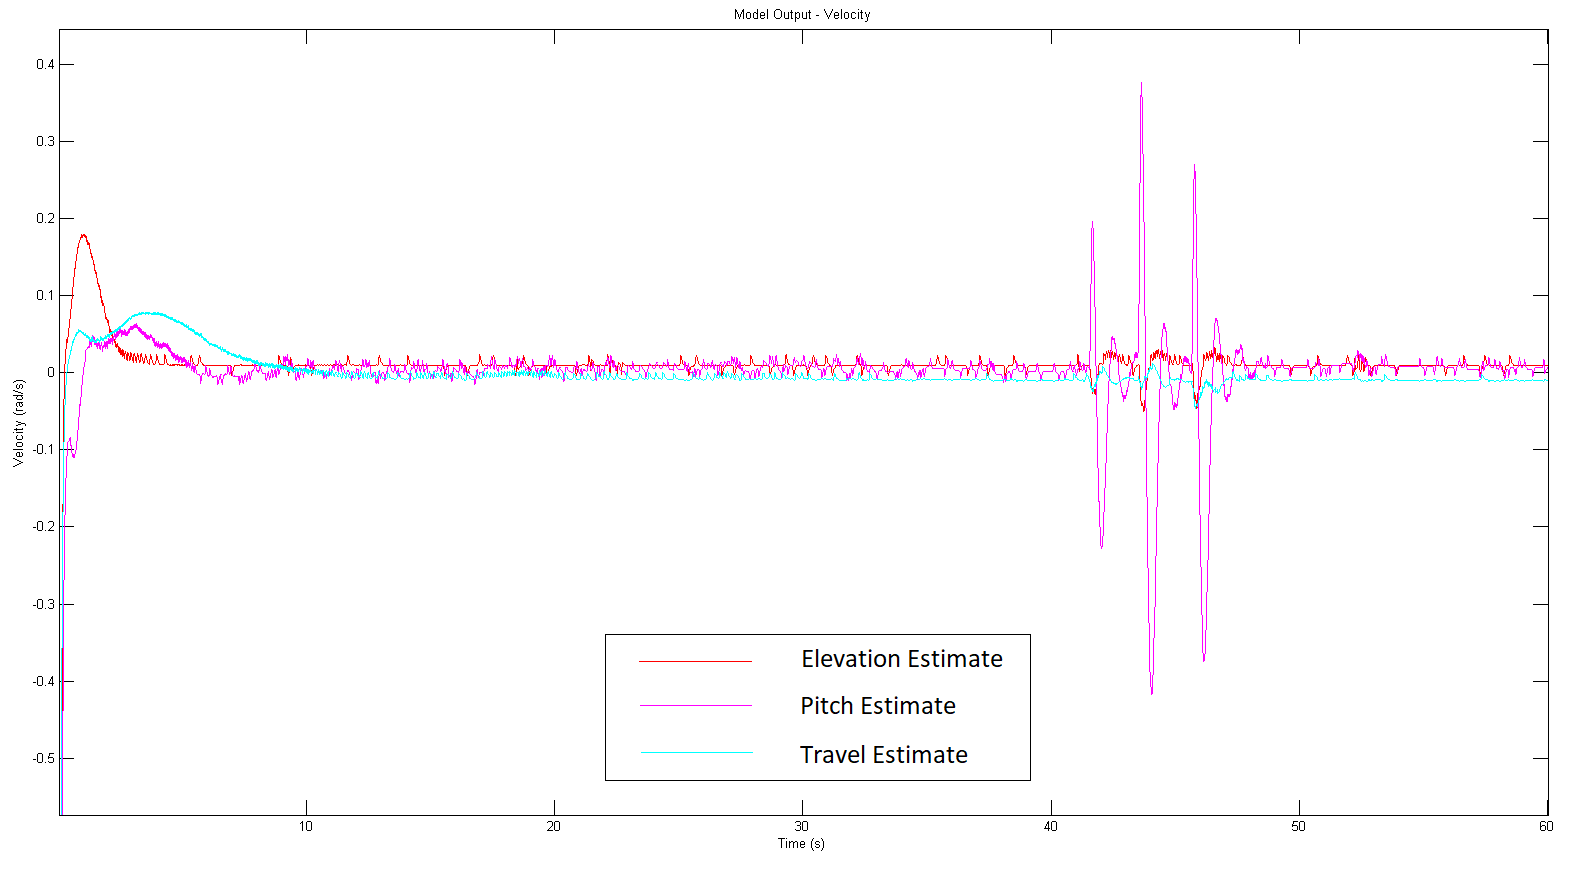 Model Output - Velocity
0.4
0.3
0.2
0.1
0
-0.1
-0.2
-0.3
-0.4
-0.5
Velocity (rad/s)
Elevation Estimate
Pitch Estimate
Travel Estimate
10 20 30 40 50 60
Time (s)